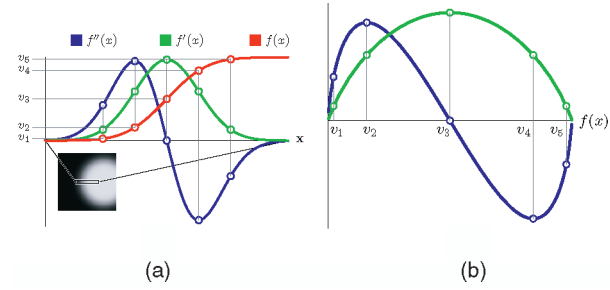 f''(x) f'(x) f(x)
v₅
v₄
v₃
v₂
v₁
x
f(x)
v₁ v₂ v₃ v₄ v₅
(a) (b)